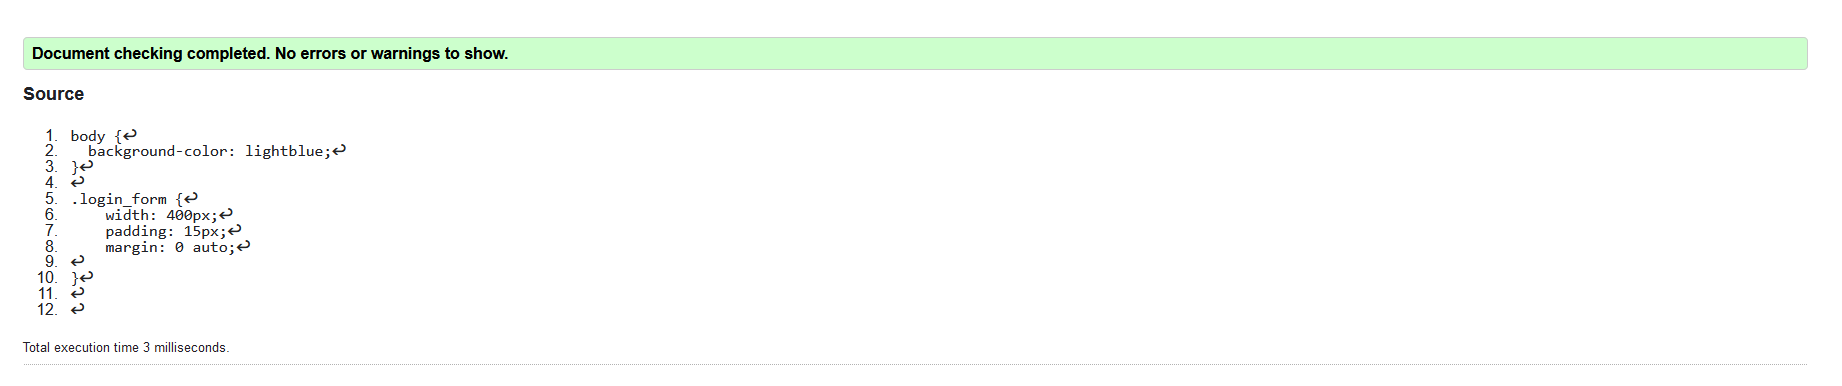 Document checking completed. No errors or warnings to show.
Source
1. body {↩
2.   background-color: lightblue;↩
3. }↩
4. ↩
5. .login_form {↩
6.     width: 400px;↩
7.     padding: 15px;↩
8.     margin: 0 auto;↩
9. ↩
10. }↩
11. ↩
12. ↩
Total execution time 3 milliseconds.